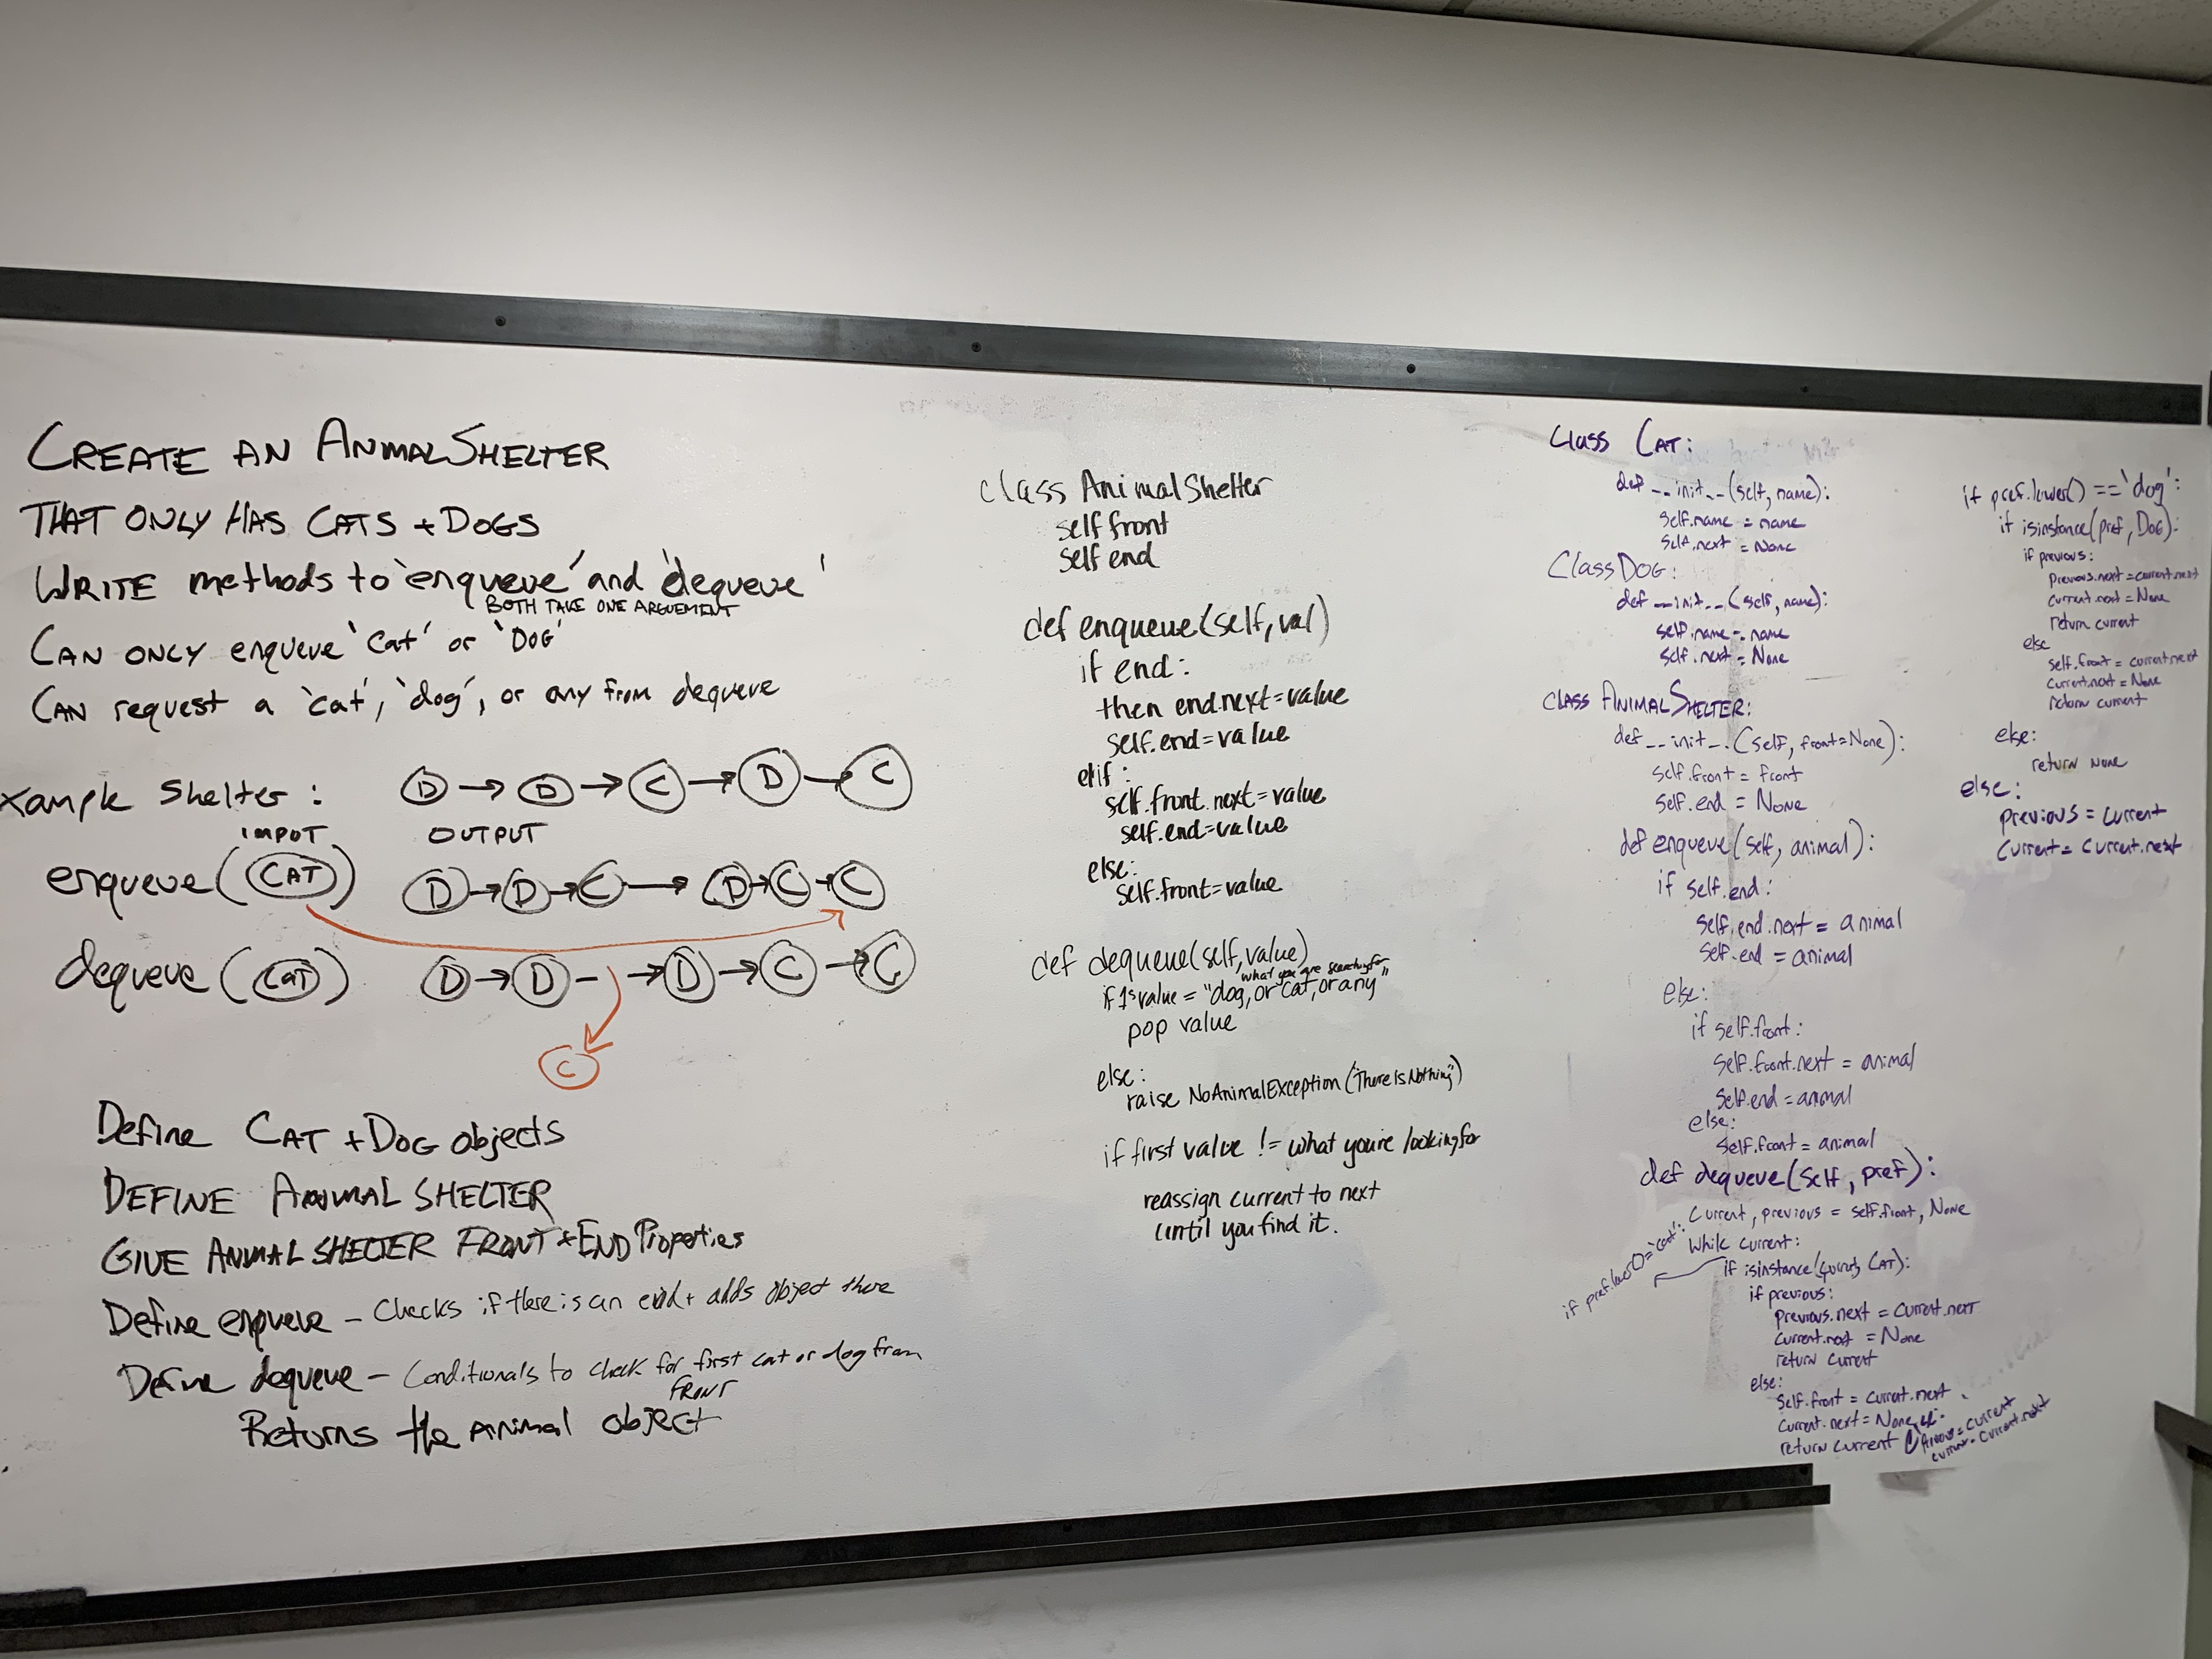 CREATE AN ANIMALSHELTER
THAT ONLY HAS CATS + DOGS
WRITE methods to 'enqueue' and 'dequeue'
BOTH TAKE ONE ARGUEMENT
CAN ONLY enqueue 'cat' or 'DOG'
CAN request a 'cat', 'dog', or any from dequeue
xample Shelter:
D → D → C → D → C
INPUT
OUTPUT
enqueue (CAT)
D → D → C → D → C → C
dequeue (CAT)
D → D - → D → C → C
C
Define CAT + DOG objects
DEFINE ANIMAL SHELTER
GIVE ANIMAL SHELTER FRONT + END Properties
Define enqueue - Checks if there is an end + adds object there
Define dequeue - Conditionals to check for first cat or dog from
FRONT
Returns the animal object
class AnimalShelter
self front
self end
def enqueue(self, val)
if end:
then end.next=value
self.end=value
elif:
self.front.next=value
self.end=value
else:
self.front=value
def dequeue(self,value)
"what you are searching for"
if 1st value = "dog, or cat, or any"
pop value
else:
raise NoAnimalException("There Is Nothing")
if first value != what you're looking for
reassign current to next
until you find it.
Class CAT:
def __init__(self, name):
self.name = name
self.next = None
Class DOG:
def __init__(self, name):
self.name = name
self.next = None
CLASS ANIMALSHELTER:
def __init__(self, front=None):
self.front = front
self.end = None
def enqueue(self, animal):
if self.end:
self.end.next = animal
self.end = animal
else:
if self.front:
self.front.next = animal
self.end = animal
else:
self.front = animal
def dequeue(self, pref):
Current, previous = self.front, None
While current:
if pref.lower()=='cat':
if isinstance(current, CAT):
if previous:
previous.next = current.next
current.next = None
return current
else:
self.front = current.next
current.next = None
return current
previous = current
current = current.next
if pref.lower() == 'dog':
if isinstance(pref, DOG):
if previous:
previous.next = current.next
current.next = None
return current
else
self.front = current.next
current.next = None
return current
else:
return None
else:
previous = current
current = current.next